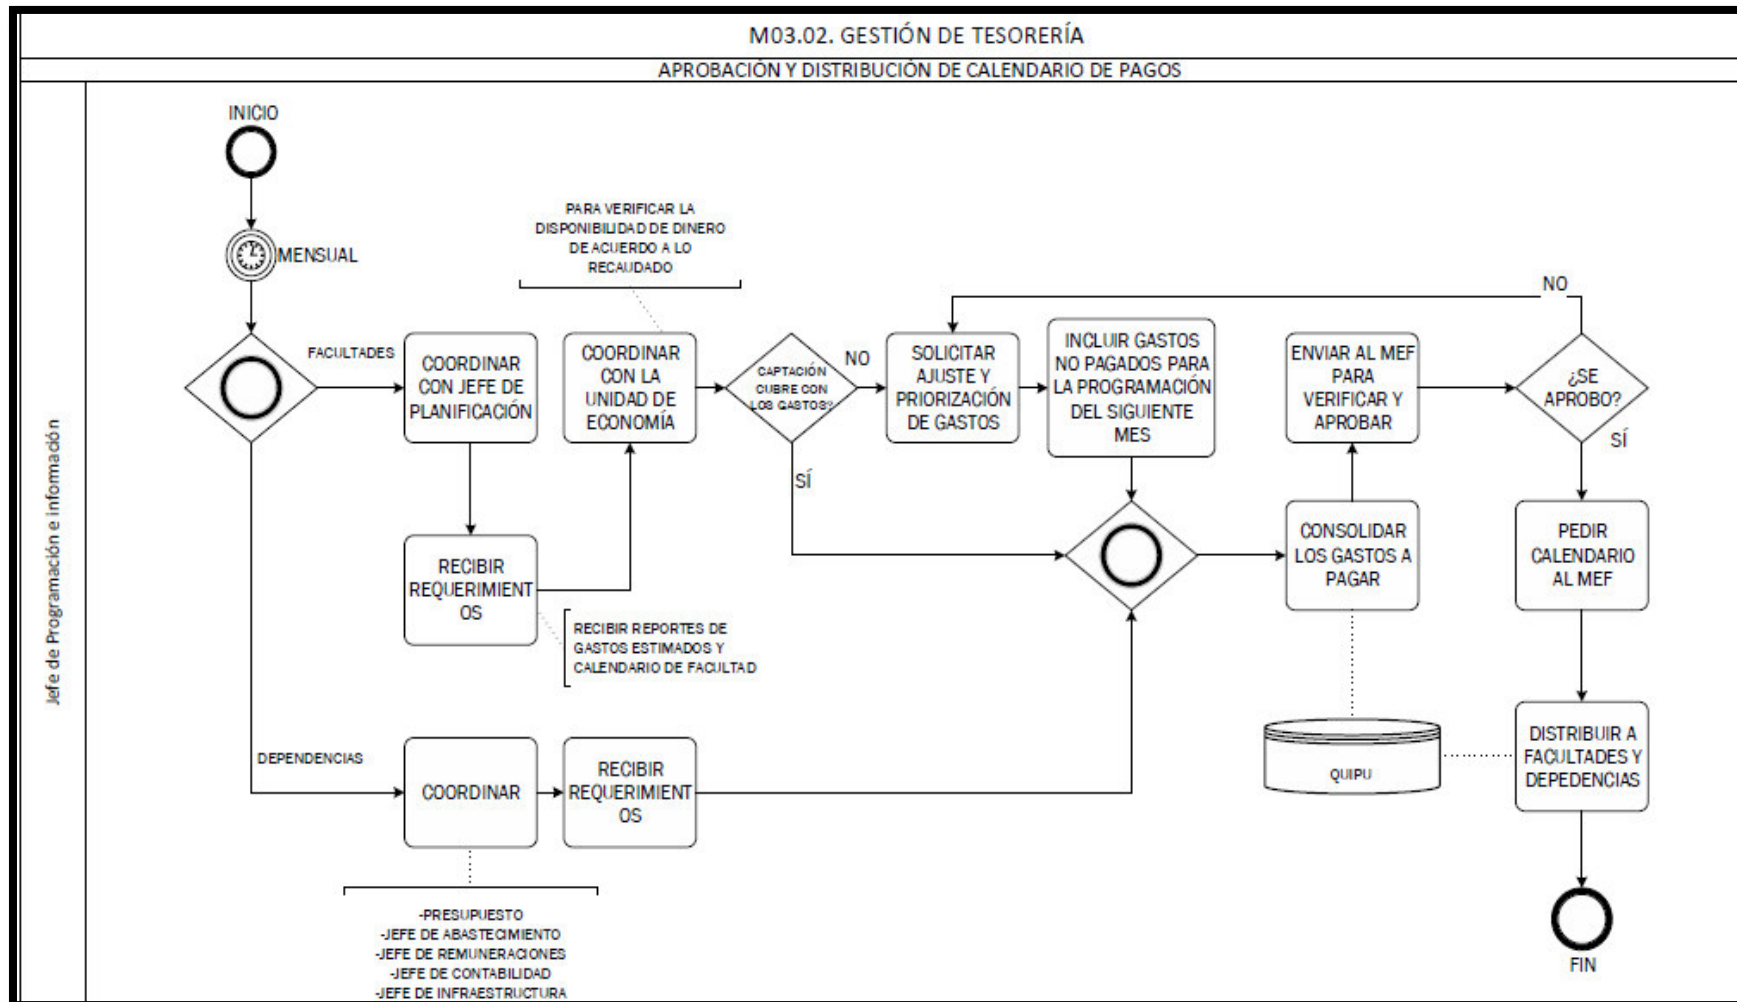 M03.02. GESTIÓN DE TESORERÍA
APROBACIÓN Y DISTRIBUCIÓN DE CALENDARIO DE PAGOS
Jefe de Programación e información
INICIO
MENSUAL
FACULTADES
COORDINAR
CON JEFE DE
PLANIFICACIÓN
RECIBIR
REQUERIMIENT
OS
RECIBIR REPORTES DE
GASTOS ESTIMADOS Y
CALENDARIO DE FACULTAD
PARA VERIFICAR LA
DISPONIBILIDAD DE DINERO
DE ACUERDO A LO
RECAUDADO
COORDINAR
CON LA
UNIDAD DE
ECONOMÍA
CAPTACIÓN
CUBRE CON
LOS GASTOS?
NO
SÍ
SOLICITAR
AJUSTE Y
PRIORIZACIÓN
DE GASTOS
INCLUIR GASTOS
NO PAGADOS PARA
LA PROGRAMACIÓN
DEL SIGUIENTE
MES
DEPENDENCIAS
COORDINAR
-PRESUPUESTO
-JEFE DE ABASTECIMIENTO
-JEFE DE REMUNERACIONES
-JEFE DE CONTABILIDAD
-JEFE DE INFRAESTRUCTURA
RECIBIR
REQUERIMIENT
OS
CONSOLIDAR
LOS GASTOS A
PAGAR
QUIPU
ENVIAR AL MEF
PARA
VERIFICAR Y
APROBAR
¿SE
APROBO?
NO
SÍ
PEDIR
CALENDARIO
AL MEF
DISTRIBUIR A
FACULTADES Y
DEPEDENCIAS
FIN